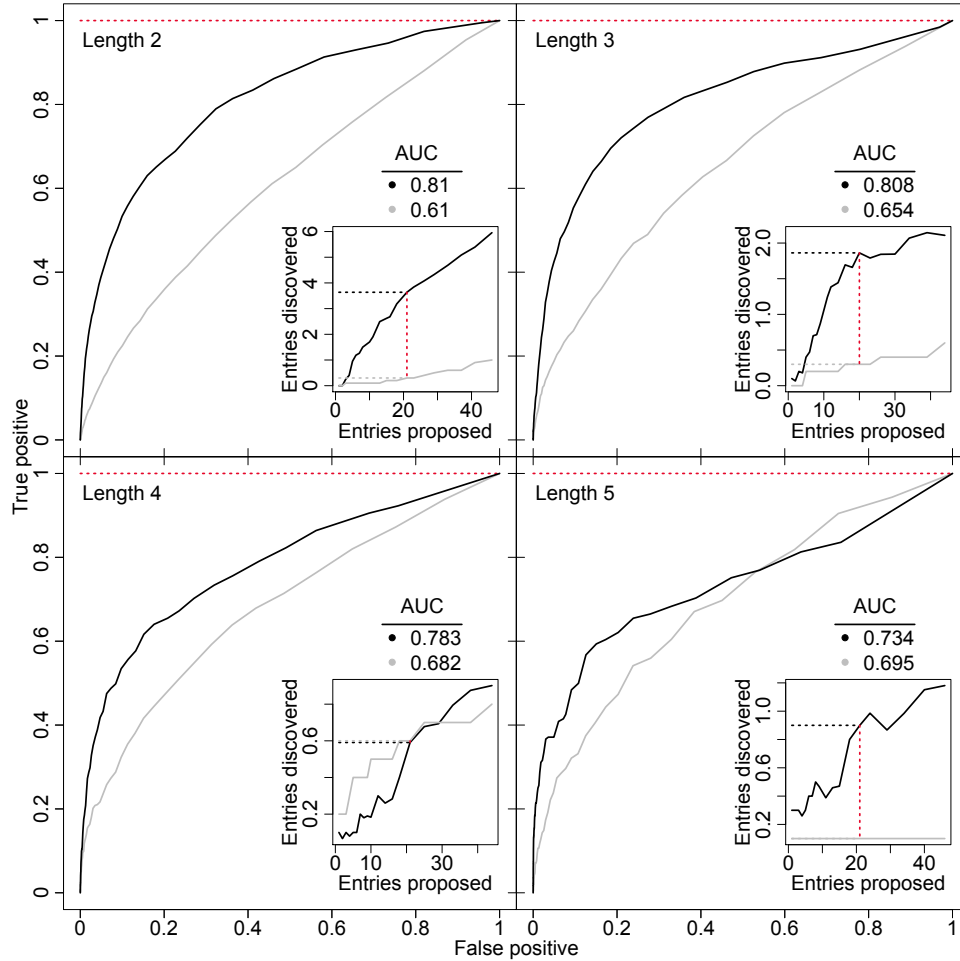 Length 2
AUC
0.81
0.61
Entries discovered
0 2 4 6
0 20 40
Entries proposed
Length 3
AUC
0.808
0.654
Entries discovered
0.0 1.0 2.0
0 10 30
Entries proposed
Length 4
AUC
0.783
0.682
Entries discovered
0.2 0.6
0 10 30
Entries proposed
Length 5
AUC
0.734
0.695
Entries discovered
0.2 0.6 1.0
0 20 40
Entries proposed
True positive
0 0.2 0.4 0.6 0.8 1
0 0.2 0.4 0.6 0.8 1
0 0.2 0.4 0.6 0.8 1
0 0.2 0.4 0.6 0.8 1
False positive